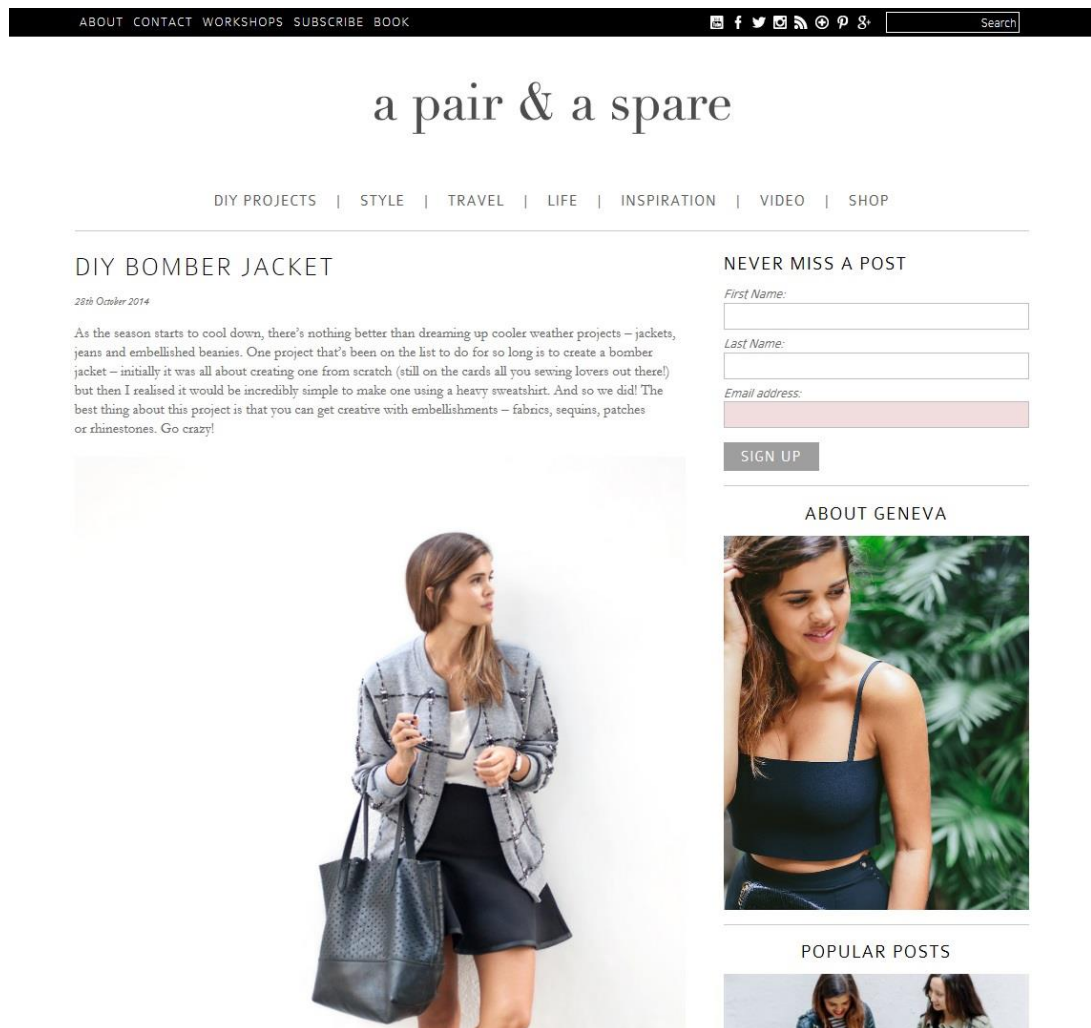 ABOUT CONTACT WORKSHOPS SUBSCRIBE BOOK
Search
a pair & a spare
DIY PROJECTS | STYLE | TRAVEL | LIFE | INSPIRATION | VIDEO | SHOP
DIY BOMBER JACKET
28th October 2014
As the season starts to cool down, there's nothing better than dreaming up cooler weather projects – jackets,
jeans and embellished beanies. One project that's been on the list to do for so long is to create a bomber
jacket – initially it was all about creating one from scratch (still on the cards all you sewing lovers out there!)
but then I realised it would be incredibly simple to make one using a heavy sweatshirt. And so we did! The
best thing about this project is that you can get creative with embellishments – fabrics, sequins, patches
or rhinestones. Go crazy!
NEVER MISS A POST
First Name:
Last Name:
Email address:
SIGN UP
ABOUT GENEVA
POPULAR POSTS